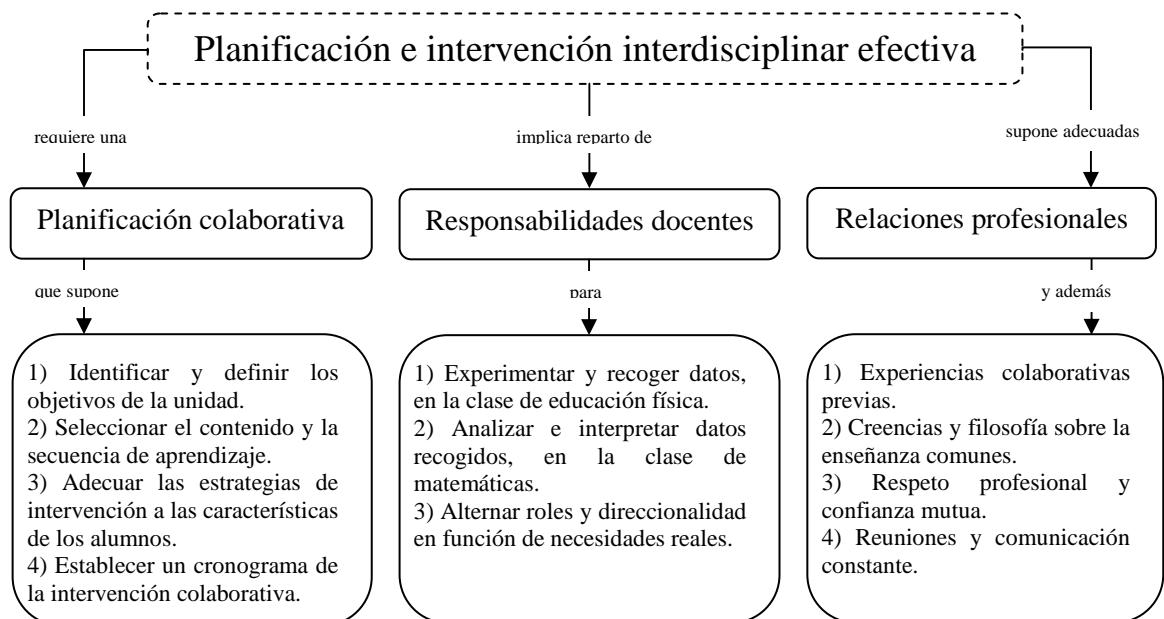 Planificación e intervención interdisciplinar efectiva
requiere una
implica reparto de
supone adecuadas
Planificación colaborativa
Responsabilidades docentes
Relaciones profesionales
que supone
para
y además
1) Identificar y definir los
objetivos de la unidad.
2) Seleccionar el contenido y la
secuencia de aprendizaje.
3) Adecuar las estrategias de
intervención a las características
de los alumnos.
4) Establecer un cronograma de
la intervención colaborativa.
1) Experimentar y recoger datos,
en la clase de educación física.
2) Analizar e interpretar datos
recogidos, en la clase de
matemáticas.
3) Alternar roles y direccionalidad
en función de necesidades reales.
1) Experiencias colaborativas
previas.
2) Creencias y filosofía sobre la
enseñanza comunes.
3) Respeto profesional y
confianza mutua.
4) Reuniones y comunicación
constante.